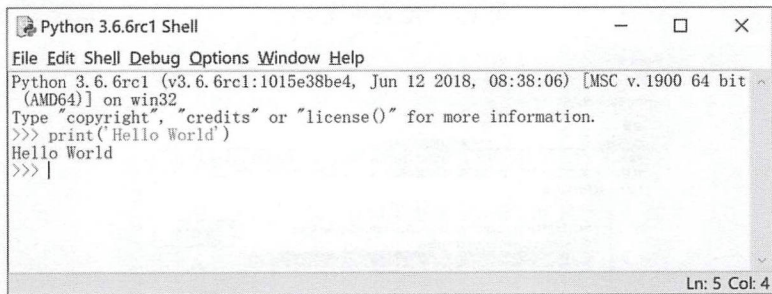 Python 3.6.6rc1 Shell
File Edit Shell Debug Options Window Help
Python 3.6.6rc1 (v3.6.6rc1:1015e38be4, Jun 12 2018, 08:38:06) [MSC v.1900 64 bit
 (AMD64)] on win32
Type "copyright", "credits" or "license()" for more information.
>>> print('Hello World')
Hello World
>>>
Ln: 5 Col: 4